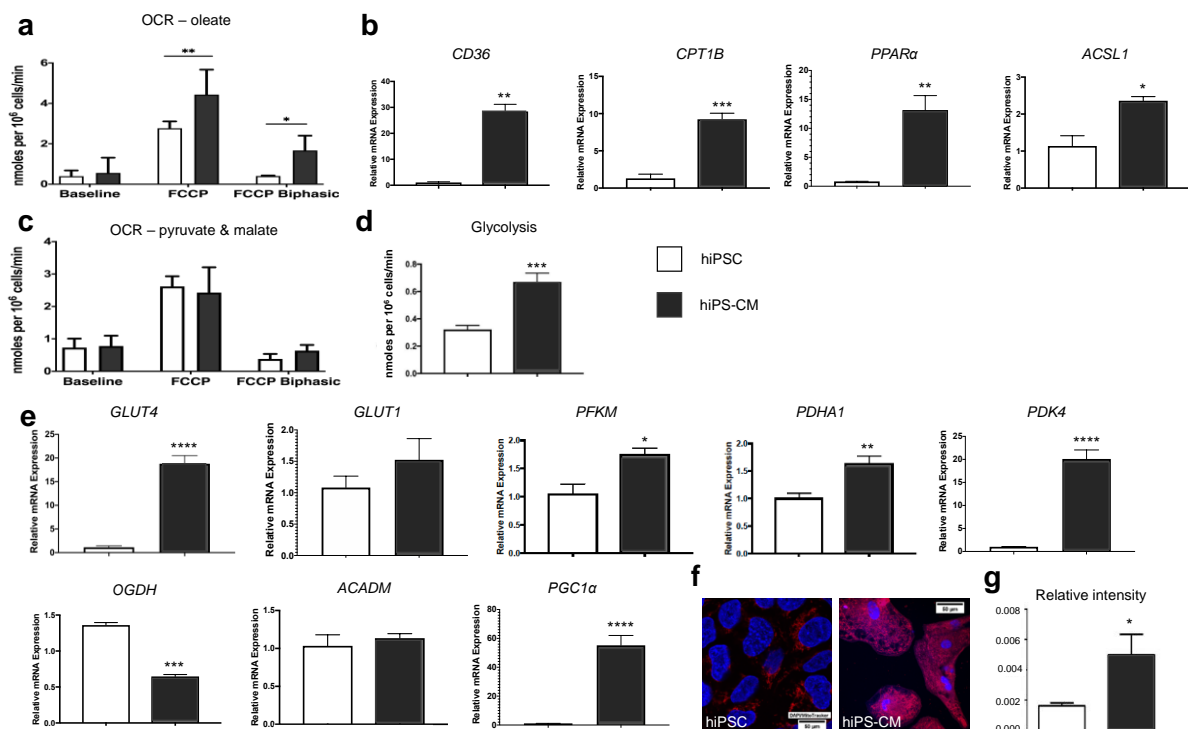 a
OCR – oleate
nmoles per 10⁶ cells/min
6
4
2
0
**
*
Baseline
FCCP
FCCP Biphasic
b
CD36
Relative mRNA Expression
40
30
20
10
0
**
CPT1B
Relative mRNA Expression
15
10
5
0
***
PPARα
Relative mRNA Expression
20
15
10
5
0
**
ACSL1
Relative mRNA Expression
3
2
1
0
*
c
OCR – pyruvate & malate
nmoles per 10⁶ cells/min
4
3
2
1
0
Baseline
FCCP
FCCP Biphasic
d
Glycolysis
nmoles per 10⁶ cells/min
0.8
0.6
0.4
0.2
0.0
***
hiPSC
hiPS-CM
e
GLUT4
Relative mRNA Expression
25
20
15
10
5
0
****
GLUT1
Relative mRNA Expression
2.0
1.5
1.0
0.5
0.0
PFKM
Relative mRNA Expression
2.0
1.5
1.0
0.5
0.0
*
PDHA1
Relative mRNA Expression
2.0
1.5
1.0
0.5
0.0
**
PDK4
Relative mRNA Expression
25
20
15
10
5
0
****
OGDH
Relative mRNA Expression
1.5
1.0
0.5
0.0
***
ACADM
Relative mRNA Expression
1.5
1.0
0.5
0.0
PGC1α
Relative mRNA Expression
80
60
40
20
0
****
f
hiPSC
DAPI/MitoTracker
50 µm
hiPS-CM
50 µm
g
Relative intensity
0.008
0.006
0.004
0.002
0.000
*